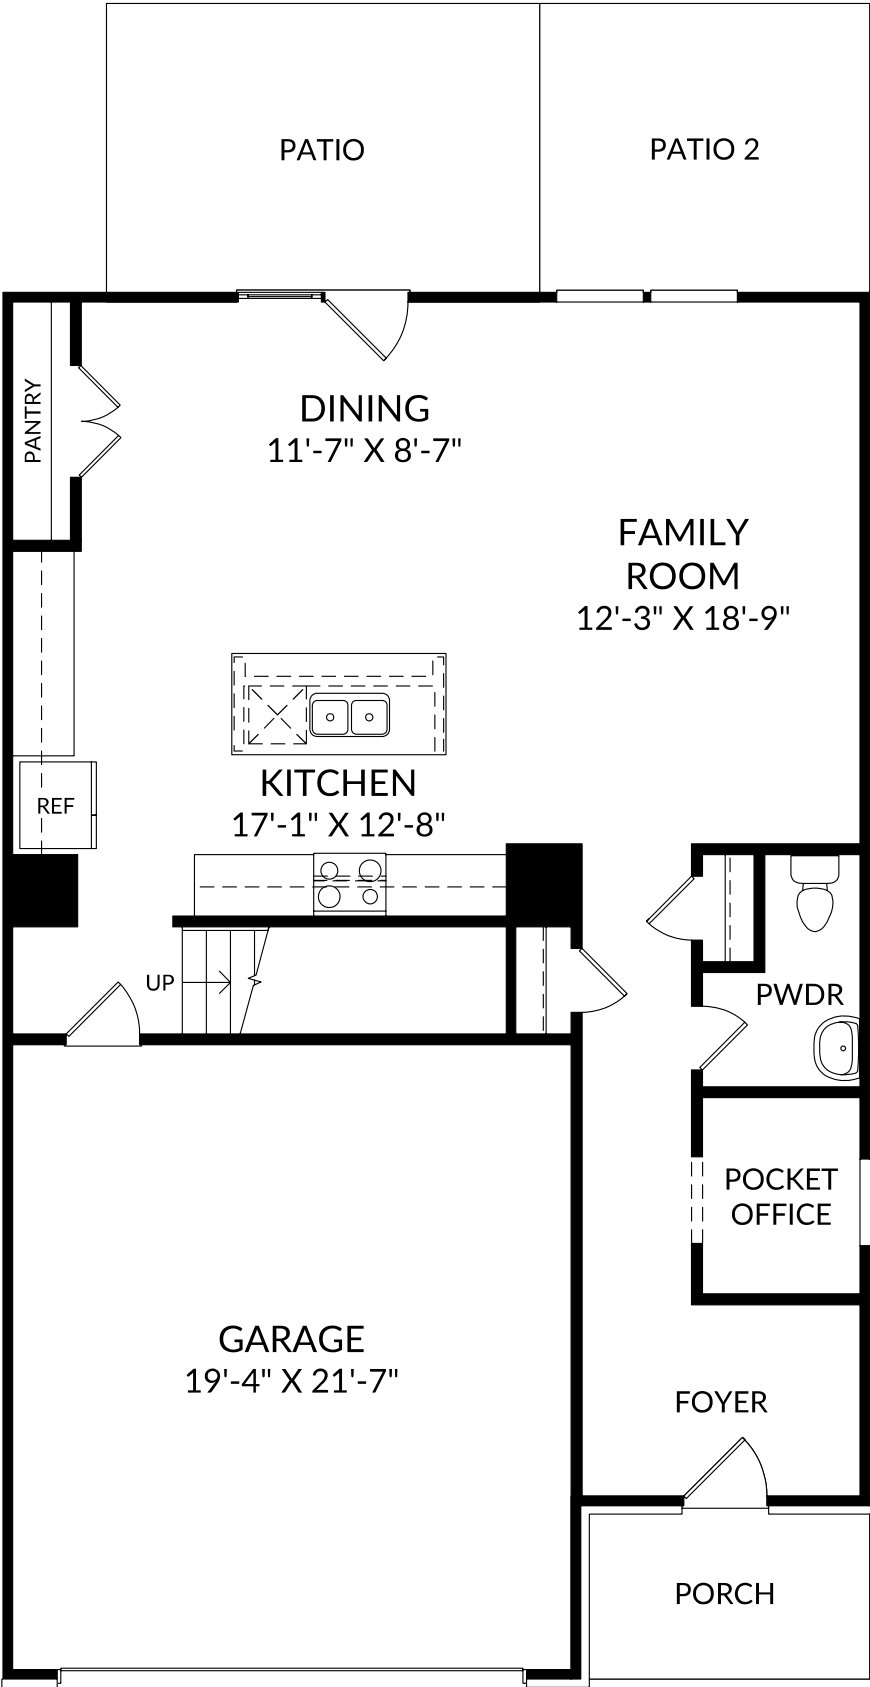 PATIO
PATIO 2
PANTRY
DINING
11'-7" X 8'-7"
FAMILY
ROOM
12'-3" X 18'-9"
KITCHEN
17'-1" X 12'-8"
REF
UP
PWDR
POCKET
OFFICE
GARAGE
19'-4" X 21'-7"
FOYER
PORCH